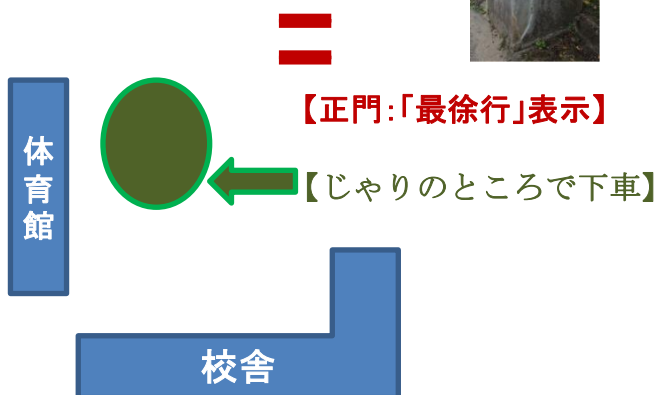 【正門:「最徐行」表示】
体育館
【じゃりのところで下車】
校舎